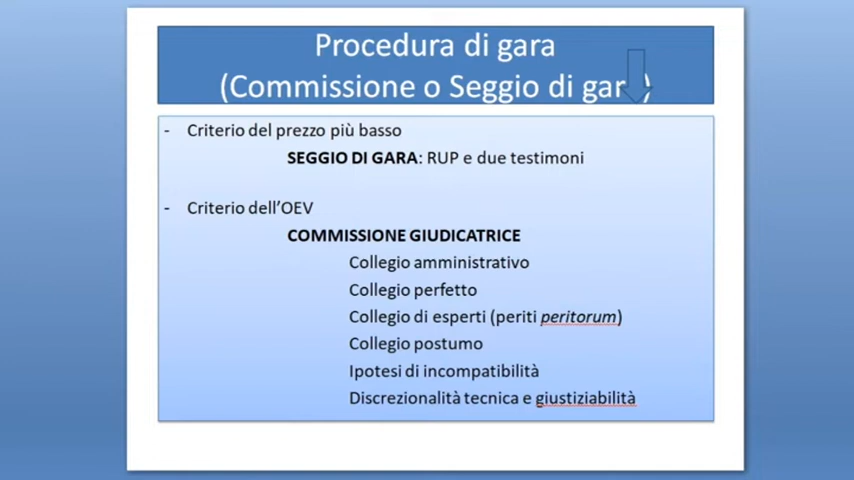 Procedura di gara
(Commissione o Seggio di gara)
- Criterio del prezzo più basso
SEGGIO DI GARA: RUP e due testimoni
- Criterio dell’OEV
COMMISSIONE GIUDICATRICE
Collegio amministrativo
Collegio perfetto
Collegio di esperti (periti peritorum)
Collegio postumo
Ipotesi di incompatibilità
Discrezionalità tecnica e giustiziabilità